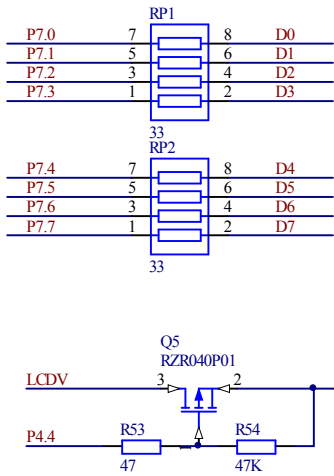 RP1
P7.0 7 8 D0
P7.1 5 6 D1
P7.2 3 4 D2
P7.3 1 2 D3
33
RP2
P7.4 7 8 D4
P7.5 5 6 D5
P7.6 3 4 D6
P7.7 1 2 D7
33
Q5
RZR040P01
LCDV 3 2
P4.4 R53 1 R54
47 47K